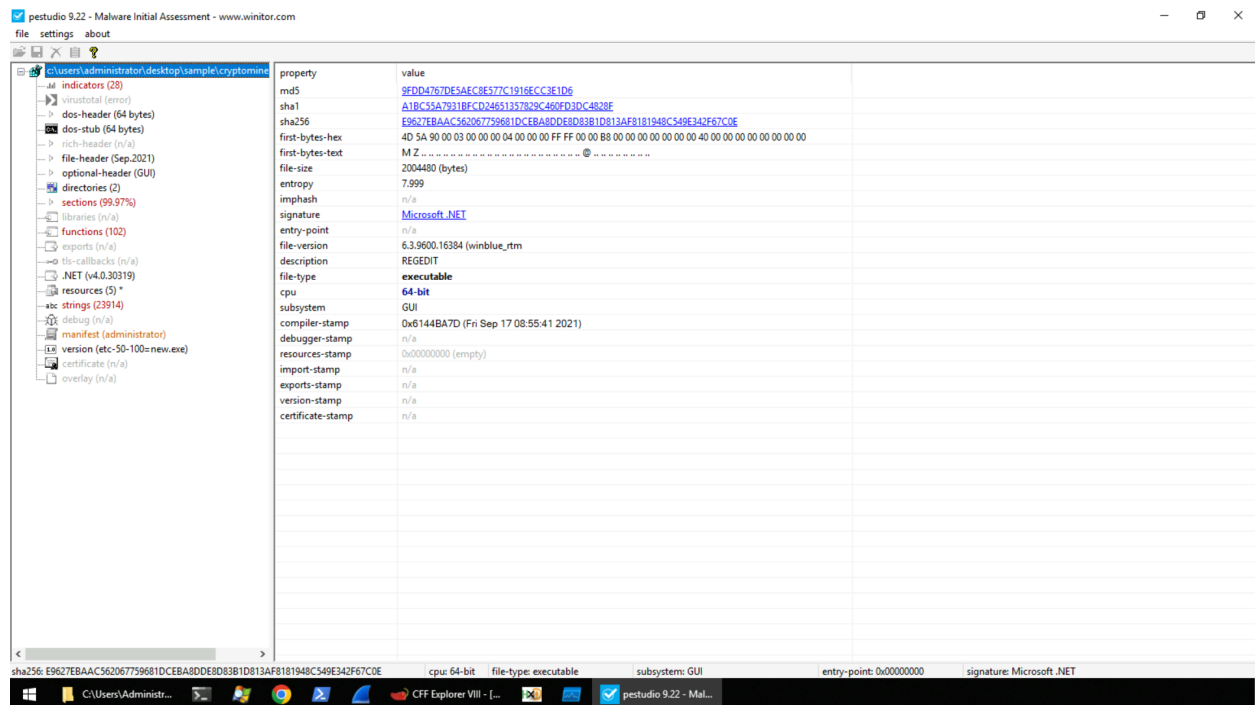 pestudio 9.22 - Malware Initial Assessment - www.winitor.com
file settings about
c:\users\administrator\desktop\sample\cryptomine
indicators (28)
virustotal (error)
dos-header (64 bytes)
dos-stub (64 bytes)
rich-header (n/a)
file-header (Sep.2021)
optional-header (GUI)
directories (2)
sections (99.97%)
libraries (n/a)
functions (102)
exports (n/a)
tls-callbacks (n/a)
.NET (v4.0.30319)
resources (5) *
abc strings (23914)
debug (n/a)
manifest (administrator)
1.0 version (etc-50-100=new.exe)
certificate (n/a)
overlay (n/a)
property value
md5 9FDD4767DE5AEC8E577C1916ECC3E1D6
sha1 A1BC55A7931BFCD24651357829C460FD3DC4828F
sha256 E9627EBAAC562067759681DCEBA8DDE8D83B1D813AF8181948C549E342F67C0E
first-bytes-hex 4D 5A 90 00 03 00 00 00 04 00 00 00 FF FF 00 00 B8 00 00 00 00 00 00 00 40 00 00 00 00 00 00 00 00
first-bytes-text M Z .. .. .. .. .. .. .. .. .. .. .. .. .. .. .. .. .. .. .. .. .. .. @ .. .. .. .. .. .. .. ..
file-size 2004480 (bytes)
entropy 7.999
imphash n/a
signature Microsoft .NET
entry-point n/a
file-version 6.3.9600.16384 (winblue_rtm
description REGEDIT
file-type executable
cpu 64-bit
subsystem GUI
compiler-stamp 0x6144BA7D (Fri Sep 17 08:55:41 2021)
debugger-stamp n/a
resources-stamp 0x00000000 (empty)
import-stamp n/a
exports-stamp n/a
version-stamp n/a
certificate-stamp n/a
sha256: E9627EBAAC562067759681DCEBA8DDE8D83B1D813AF8181948C549E342F67C0E cpu: 64-bit file-type: executable subsystem: GUI entry-point: 0x00000000 signature: Microsoft .NET
C:\Users\Administr... CFF Explorer VIII - [... pestudio 9.22 - Mal...